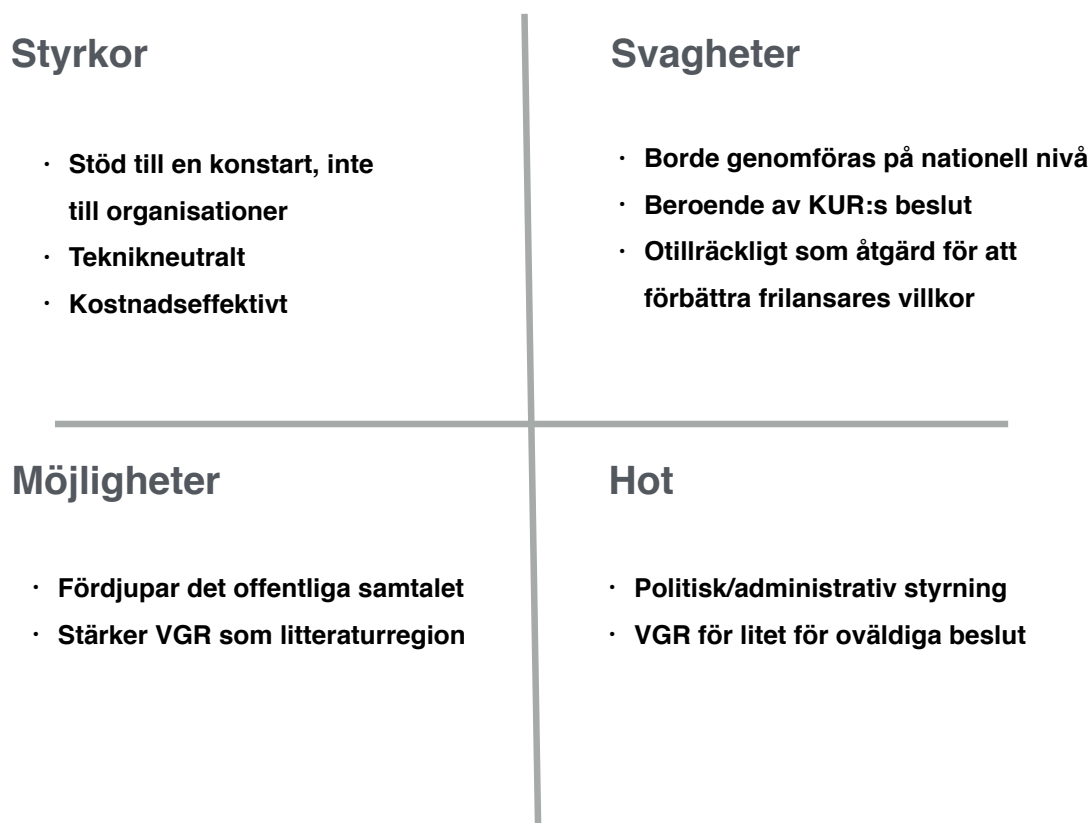 Styrkor
· Stöd till en konstart, inte
till organisationer
· Teknikneutralt
· Kostnadseffektivt
Svagheter
· Borde genomföras på nationell nivå
· Beroende av KUR:s beslut
· Otillräckligt som åtgärd för att
förbättra frilansares villkor
Möjligheter
· Fördjupar det offentliga samtalet
· Stärker VGR som litteraturregion
Hot
· Politisk/administrativ styrning
· VGR för litet för oväldiga beslut